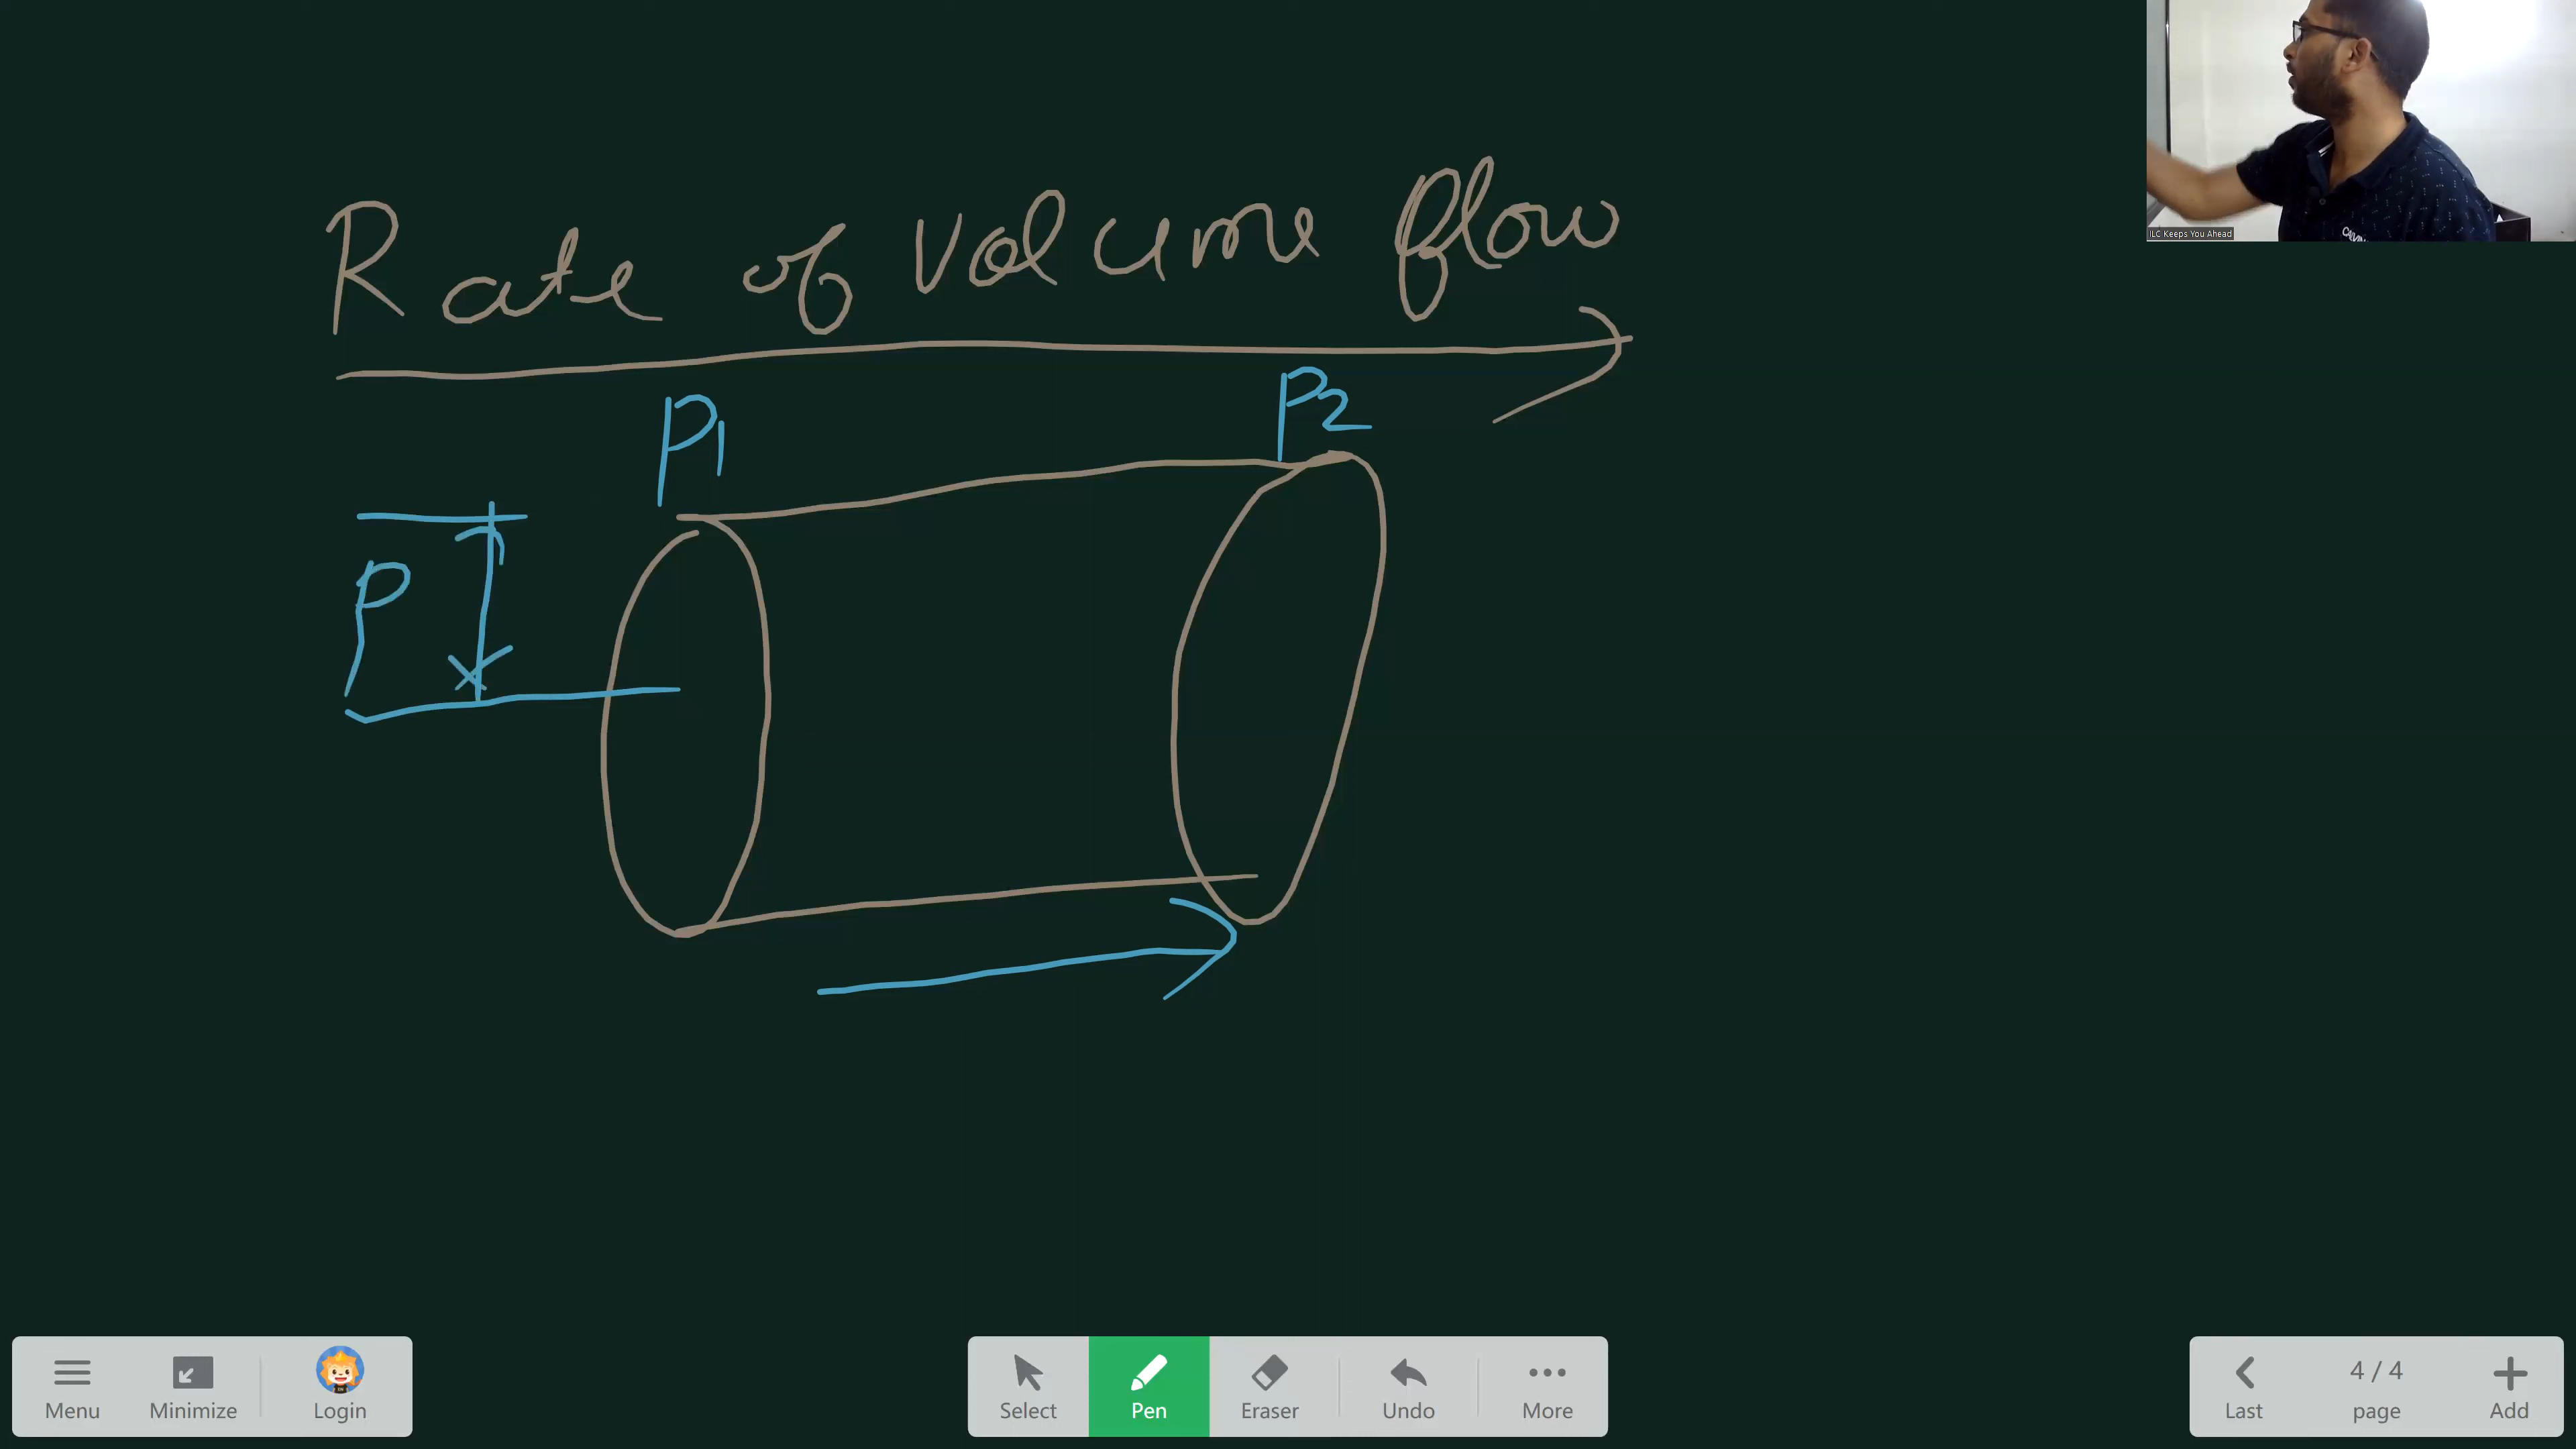 ILC Keeps You Ahead
Rate of Volume flow
P1
P2
P
Menu
Minimize
Login
Select
Pen
Eraser
Undo
More
Last
4 / 4
page
Add